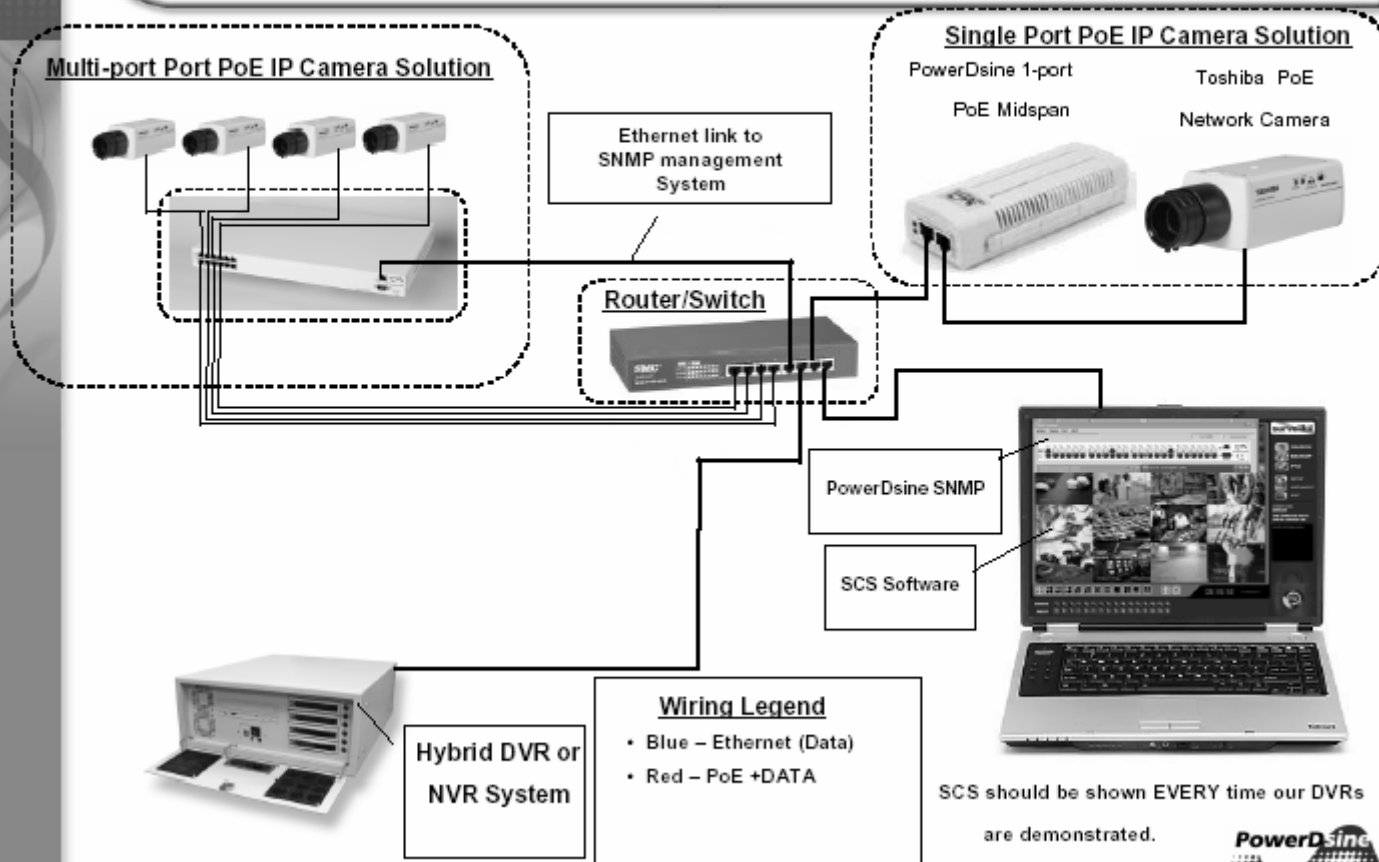 Multi-port Port PoE IP Camera Solution
Single Port PoE IP Camera Solution
PowerDsine 1-port
PoE Midspan
Toshiba PoE
Network Camera
Ethernet link to
SNMP management
System
Router/Switch
SMC
PowerDsine SNMP
SCS Software
Hybrid DVR or
NVR System
Wiring Legend
• Blue – Ethernet (Data)
• Red – PoE +DATA
SCS should be shown EVERY time our DVRs
are demonstrated.
PowerDsine